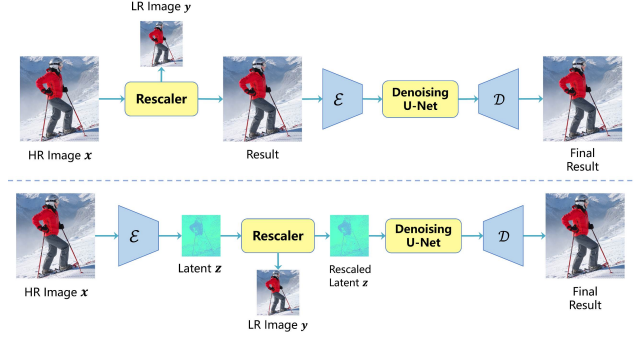 LR Image y
Rescaler
ℰ
Denoising
U-Net
𝒟
HR Image x
Result
Final
Result
ℰ
Rescaler
Denoising
U-Net
𝒟
Latent z
Rescaled
Latent z
HR Image x
LR Image y
Final
Result